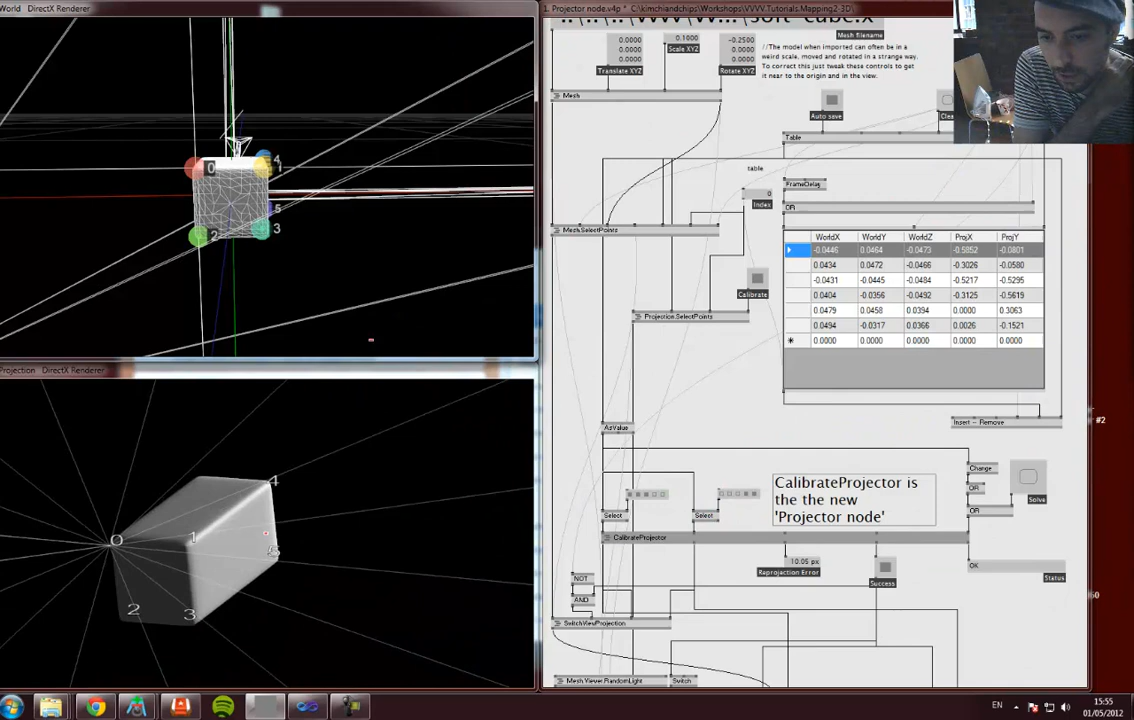 World  DirectX Renderer
1. Projector node.v4p * C:\kimchiandchips\Workshops\VVVV.Tutorials.Mapping2-3D\
Mesh filename
0.0000
0.0000
0.0000
Translate XYZ
0.1000
Scale XYZ
-0.2500
0.0000
0.0000
Rotate XYZ
//The model when imported can often be in a
weird scale, moved and rotated in a strange way.
To correct this just tweak these controls to get
it near to the origin and in the view.
Mesh
Auto save
Table
table
FrameDelay
0
Index
OR
Mesh.SelectPoints
WorldX WorldY WorldZ ProjX ProjY
-0.0446 0.0464 -0.0473 -0.5852 -0.0801
0.0434 0.0472 -0.0466 -0.3026 -0.0580
-0.0431 -0.0445 -0.0484 -0.5217 -0.5295
0.0404 -0.0356 -0.0492 -0.3125 -0.5619
0.0479 0.0458 0.0394 0.0000 0.3063
0.0494 -0.0317 0.0366 0.0026 -0.1521
0.0000 0.0000 0.0000 0.0000 0.0000
Calibrate
Projection.SelectPoints
0
4
1
5
2
3
Projection  DirectX Renderer
#2
Insert - Remove
AsValue
Change
OR
OR
Solve
CalibrateProjector is
the the new
'Projector node'
Select
Select
CalibrateProjector
10.05 px
Reprojection Error
Success
OK
Status
NOT
AND
SwitchViewProjection
Mesh Viewer.RandomLight
Switch
4
0
1
5
2
3
EN
15:55
01/05/2012